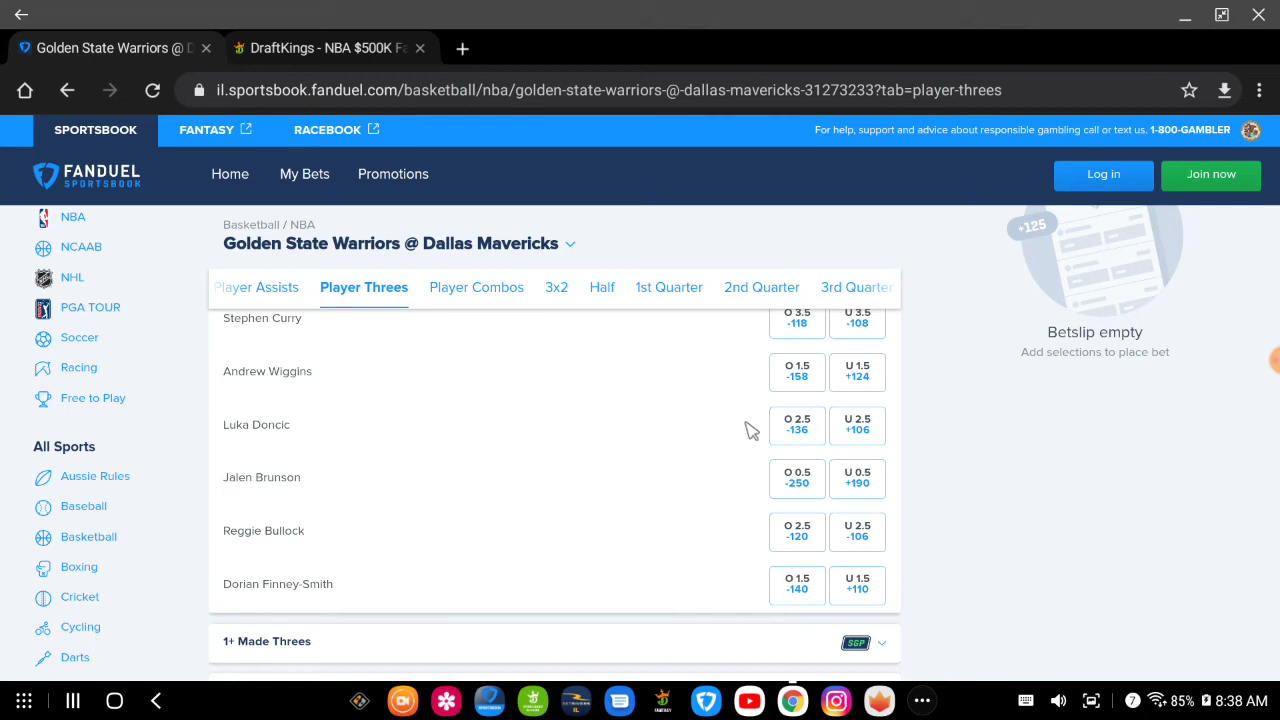 Golden State Warriors @ D
DraftKings - NBA $500K Fa
il.sportsbook.fanduel.com/basketball/nba/golden-state-warriors-@-dallas-mavericks-31273233?tab=player-threes
SPORTSBOOK FANTASY RACEBOOK For help, support and advice about responsible gambling call or text us. 1-800-GAMBLER
FANDUEL
SPORTSBOOK
Home My Bets Promotions Log in Join now
NBA
NCAAB
NHL
PGA TOUR
Soccer
Racing
Free to Play
All Sports
Aussie Rules
Baseball
Basketball
Boxing
Cricket
Cycling
Darts
Basketball / NBA
Golden State Warriors @ Dallas Mavericks
Player Assists Player Threes Player Combos 3x2 Half 1st Quarter 2nd Quarter 3rd Quarter
Stephen Curry O 3.5 U 3.5
-118 -108
Andrew Wiggins O 1.5 U 1.5
-158 +124
Luka Doncic O 2.5 U 2.5
-136 +106
Jalen Brunson O 0.5 U 0.5
-250 +190
Reggie Bullock O 2.5 U 2.5
-120 -106
Dorian Finney-Smith O 1.5 U 1.5
-140 +110
1+ Made Threes SGP
+125
Betslip empty
Add selections to place bet
7 85% 8:38 AM